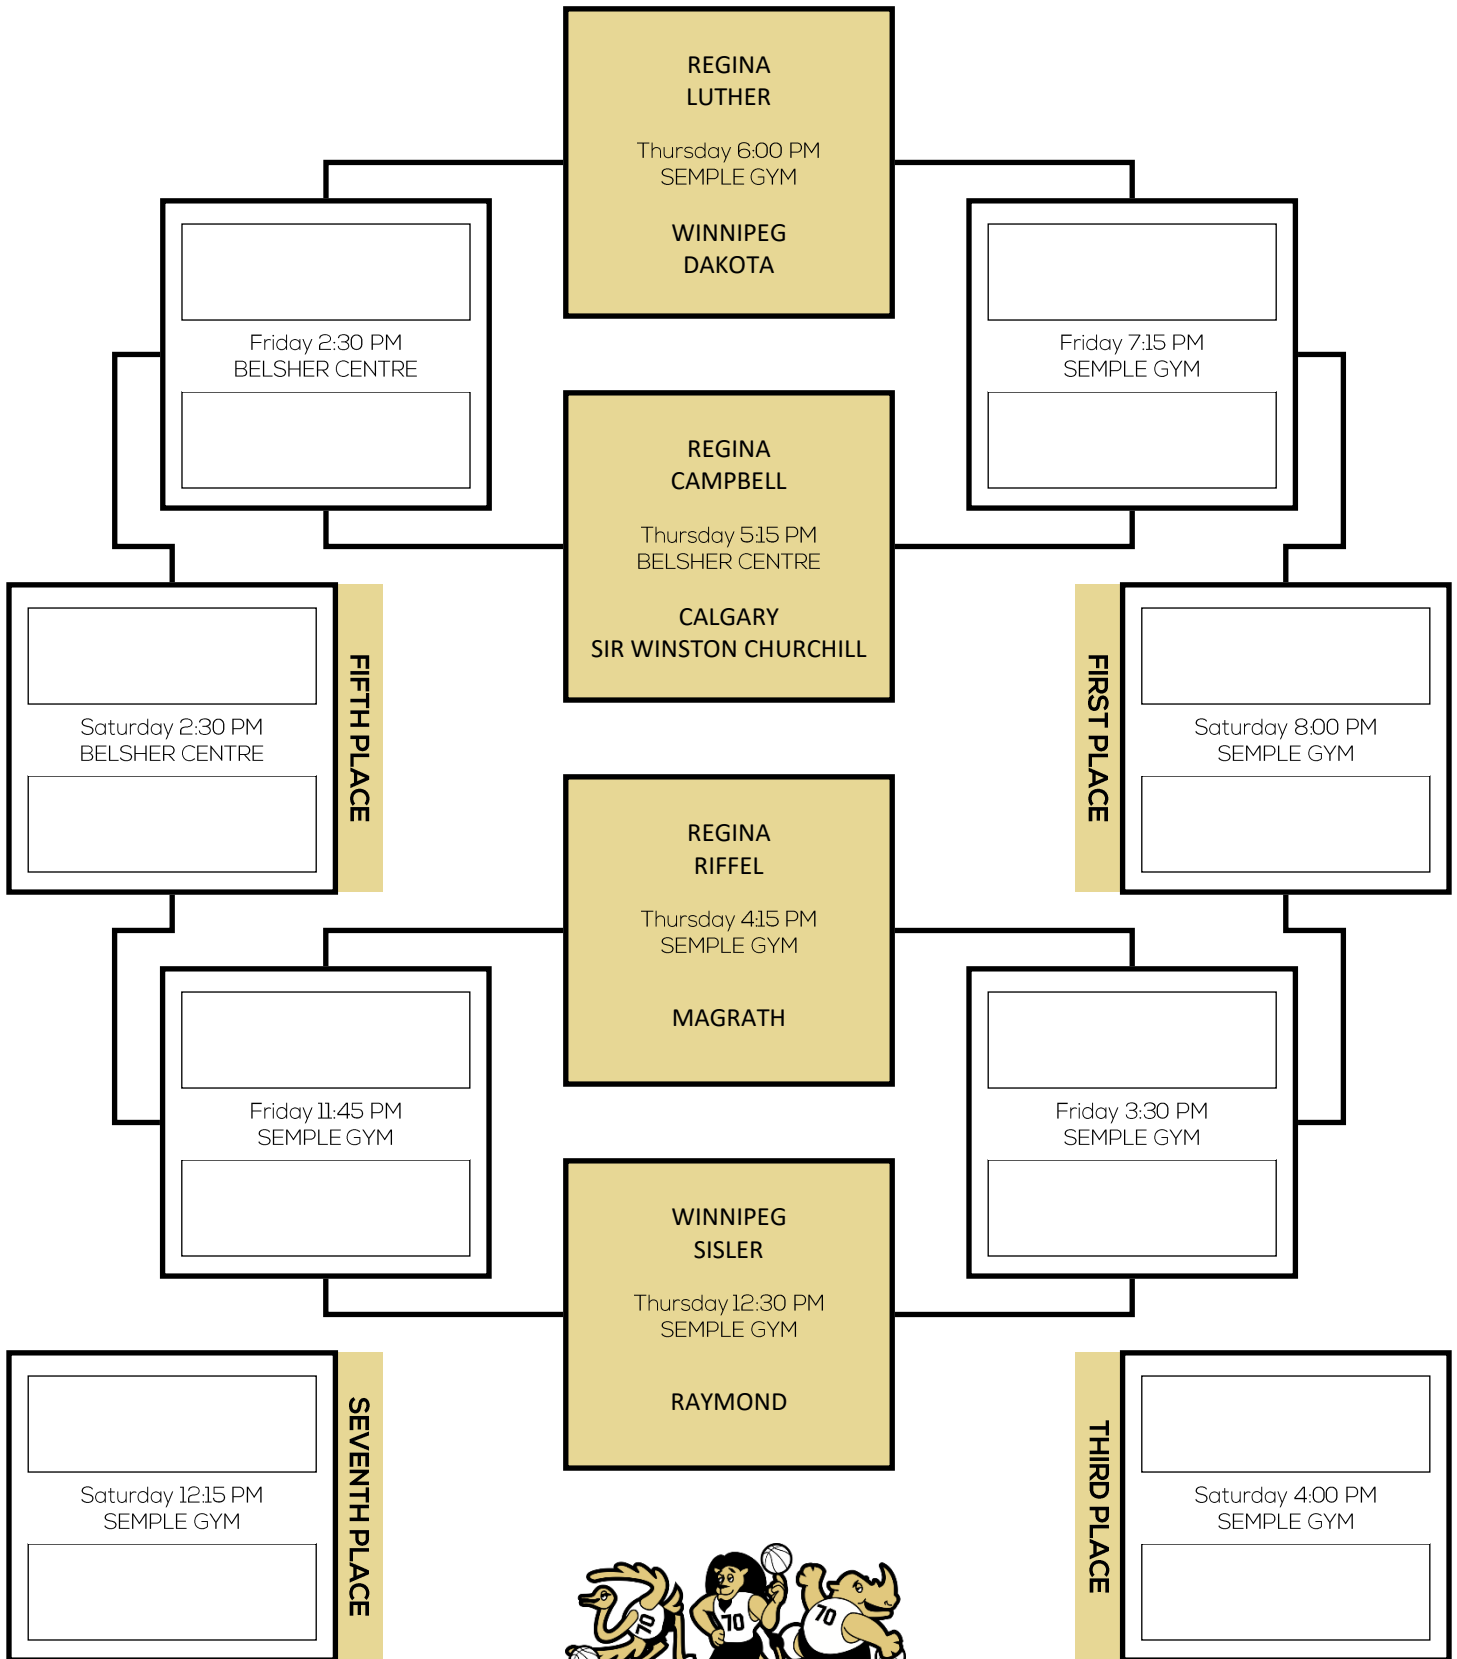 REGINA
LUTHER
Thursday 6:00 PM
SEMPLE GYM
WINNIPEG
DAKOTA
Friday 2:30 PM
BELSHER CENTRE
Friday 7:15 PM
SEMPLE GYM
REGINA
CAMPBELL
Thursday 5:15 PM
BELSHER CENTRE
CALGARY
SIR WINSTON CHURCHILL
Saturday 2:30 PM
BELSHER CENTRE
FIFTH PLACE
FIRST PLACE
Saturday 8:00 PM
SEMPLE GYM
REGINA
RIFFEL
Thursday 4:15 PM
SEMPLE GYM
MAGRATH
Friday 11:45 PM
SEMPLE GYM
Friday 3:30 PM
SEMPLE GYM
WINNIPEG
SISLER
Thursday 12:30 PM
SEMPLE GYM
RAYMOND
Saturday 12:15 PM
SEMPLE GYM
SEVENTH PLACE
THIRD PLACE
Saturday 4:00 PM
SEMPLE GYM
70
70
70